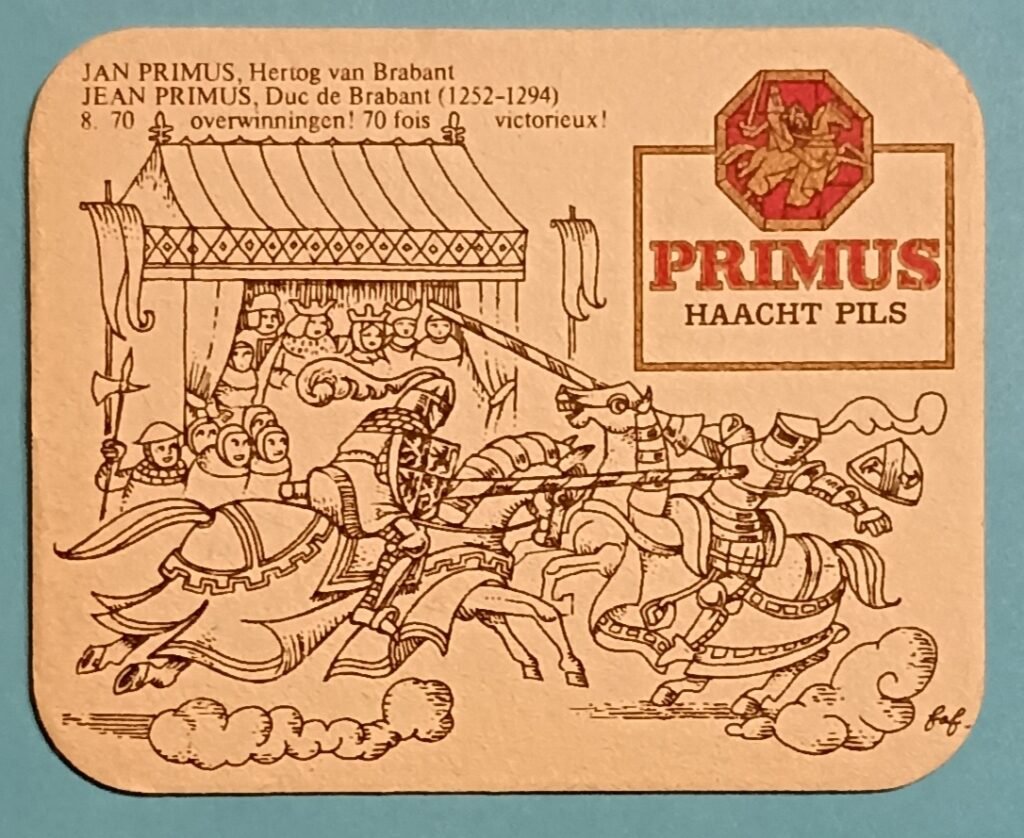 JAN PRIMUS, Hertog van Brabant
JEAN PRIMUS, Duc de Brabant (1252-1294)
8. 70 overwinningen! 70 fois victorieux!
PRIMUS
HAACHT PILS